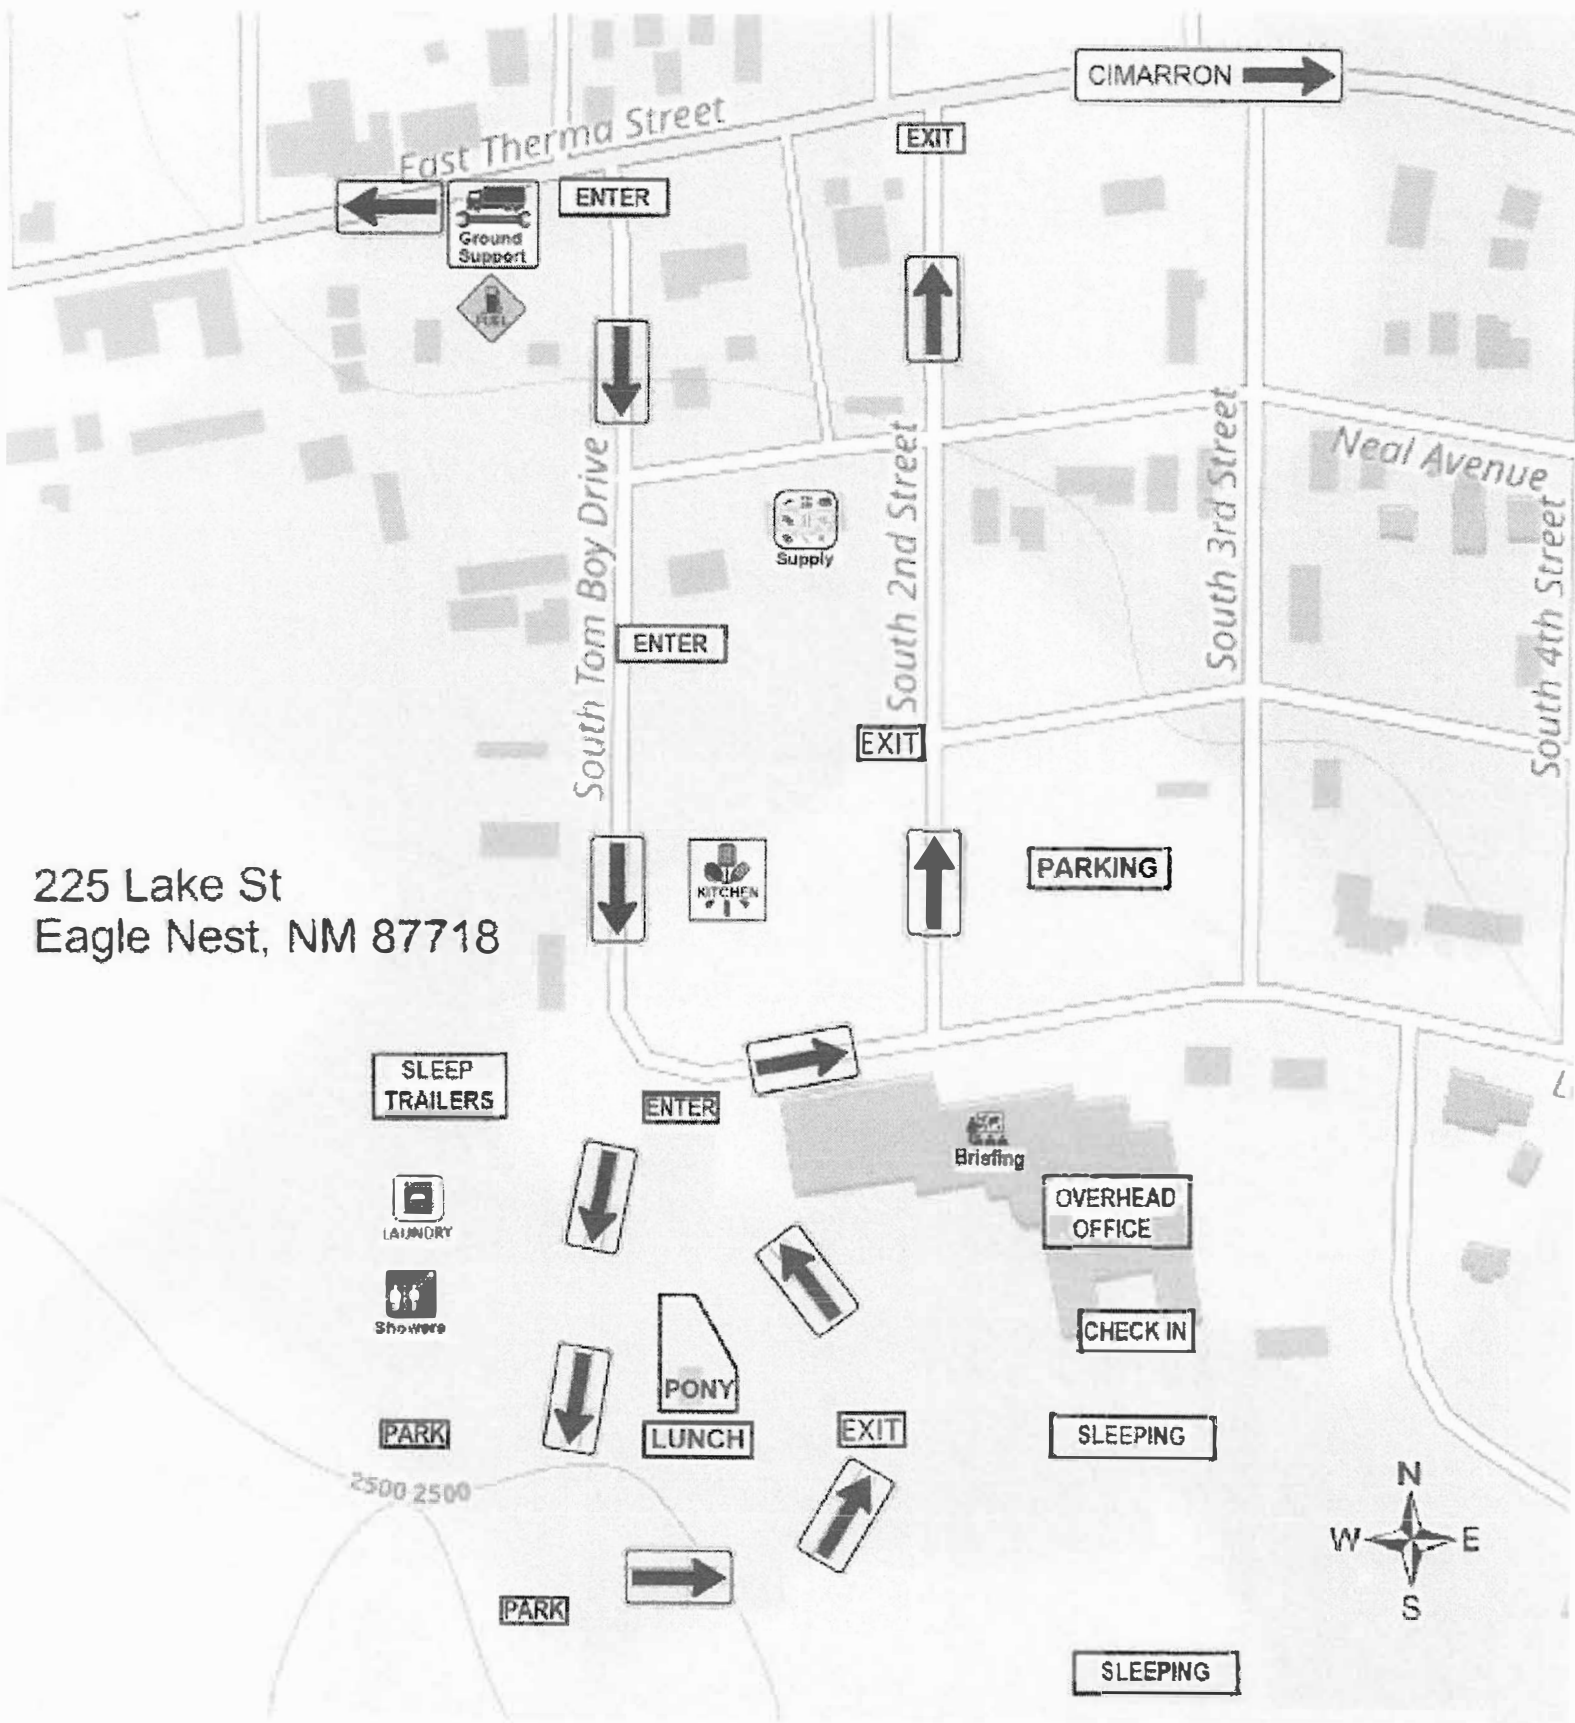 CIMARRON
EXIT
East Therma Street
ENTER
Ground
Support
FUEL
Neal Avenue
South Tom Boy Drive
South 2nd Street
South 3rd Street
South 4th Street
Supply
ENTER
EXIT
PARKING
KITCHEN
225 Lake St
Eagle Nest, NM 87718
SLEEP
TRAILERS
ENTER
L
Briefing
OVERHEAD
OFFICE
LAUNDRY
Showers
CHECK IN
PONY
PARK
LUNCH
EXIT
SLEEPING
2500 2500
N
W E
S
PARK
SLEEPING